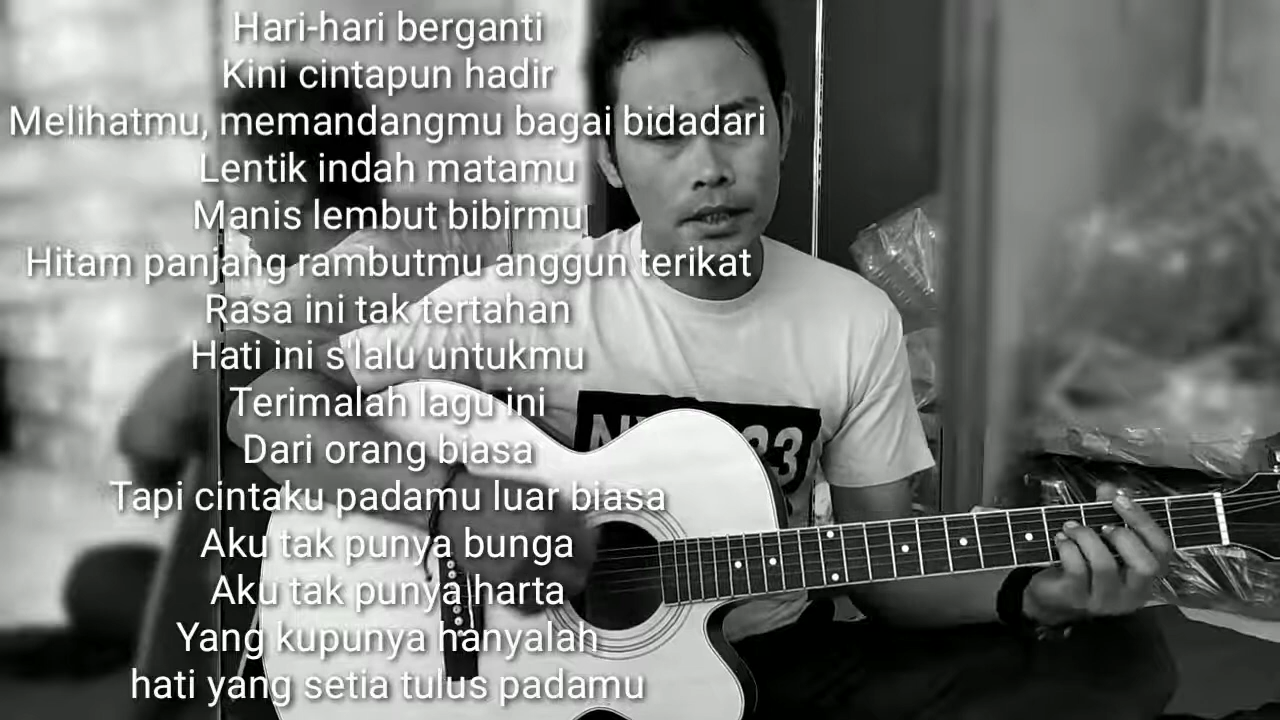 Hari-hari berganti
Kini cintapun hadir
Melihatmu, memandangmu bagai bidadari
Lentik indah matamu
Manis lembut bibirmu
Hitam panjang rambutmu anggun terikat
Rasa ini tak tertahan
Hati ini s'lalu untukmu
Terimalah lagu ini
Dari orang biasa
Tapi cintaku padamu luar biasa
Aku tak punya bunga
Aku tak punya harta
Yang kupunya hanyalah
hati yang setia tulus padamu